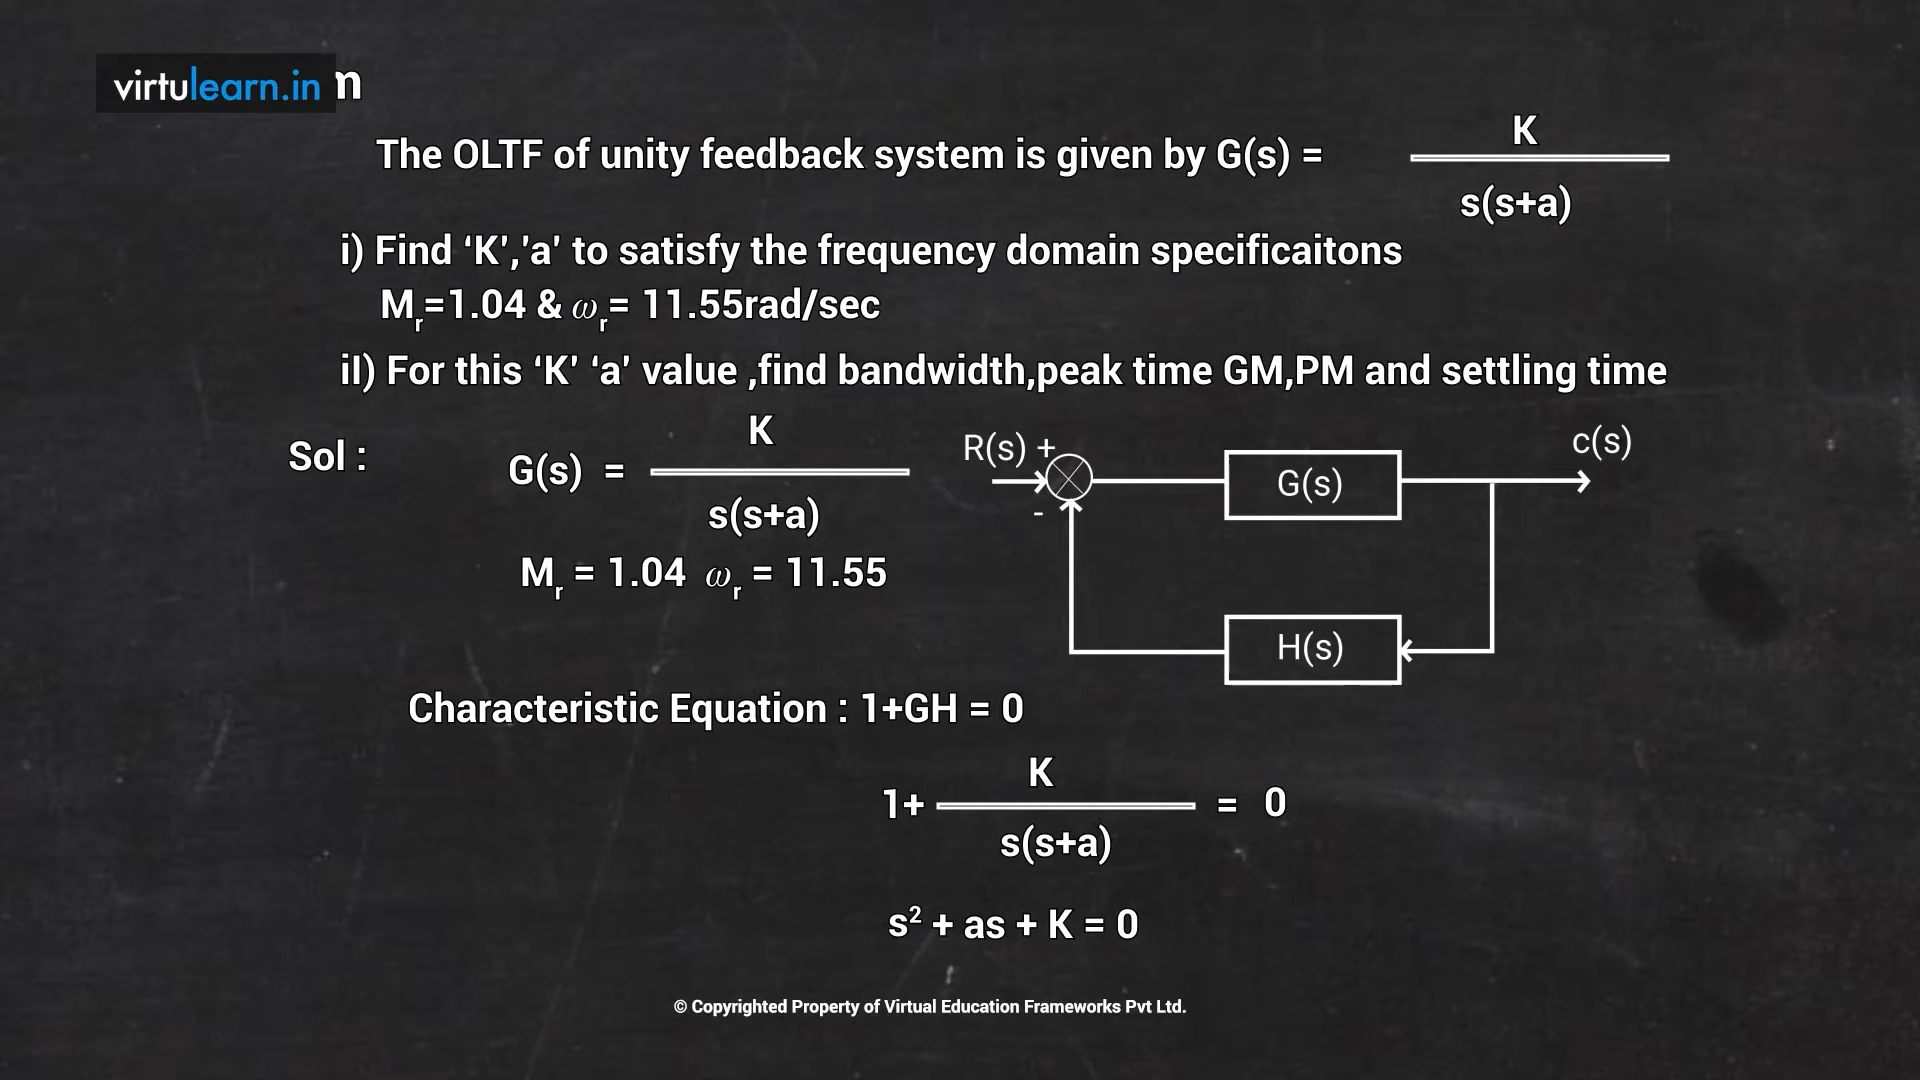 virtulearn.in m
The OLTF of unity feedback system is given by G(s) = K / s(s+a)
i) Find ‘K’,’a’ to satisfy the frequency domain specificaitons
Mr=1.04 & ωr= 11.55rad/sec
iI) For this ‘K’ ‘a’ value ,find bandwidth,peak time GM,PM and settling time
Sol : G(s) = K / s(s+a)
R(s) + - G(s) c(s)
Mr = 1.04 ωr = 11.55
H(s)
Characteristic Equation : 1+GH = 0
1+ K / s(s+a) = 0
s² + as + K = 0
© Copyrighted Property of Virtual Education Frameworks Pvt Ltd.